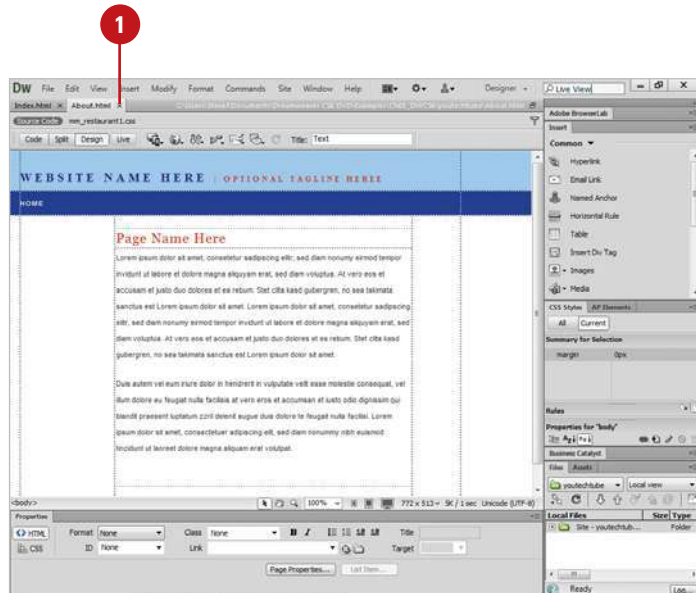 1
DW File Edit View Insert Modify Format Commands Site Window Help Designer Live View
Index.html × About.html ×
Source Code mm_restaurant1.css
Code Split Design Live Title: Text
WEBSITE NAME HERE | OPTIONAL TAGLINE HERE
HOME
Page Name Here
Lorem ipsum dolor sit amet, consetetur sadipscing elitr, sed diam nonumy eirmod tempor
invidunt ut labore et dolore magna aliquyam erat, sed diam voluptua. At vero eos et
accusam et justo duo dolores et ea rebum. Stet clita kasd gubergren, no sea takimata
sanctus est Lorem ipsum dolor sit amet. Lorem ipsum dolor sit amet, consetetur sadipscing
elitr, sed diam nonumy eirmod tempor invidunt ut labore et dolore magna aliquyam erat, sed
diam voluptua. At vero eos et accusam et justo duo dolores et ea rebum. Stet clita kasd
gubergren, no sea takimata sanctus est Lorem ipsum dolor sit amet.
Duis autem vel eum iriure dolor in hendrerit in vulputate velit esse molestie consequat, vel
illum dolore eu feugiat nulla facilisis at vero eros et accumsan et iusto odio dignissim qui
blandit praesent luptatum zzril delenit augue duis dolore te feugait nulla facilisi. Lorem
ipsum dolor sit amet, consectetuer adipiscing elit, sed diam nonummy nibh euismod
tincidunt ut laoreet dolore magna aliquam erat volutpat.
<body> 100% 772 x 513 5K / 1 sec Unicode (UTF-8)
Properties
<> HTML Format None Class None B I Title
CSS ID None Link Target
Page Properties... List Item...
Adobe BrowserLab
Insert
Common
Hyperlink
Email Link
Named Anchor
Horizontal Rule
Table
Insert Div Tag
Images
Media
CSS Styles AP Elements
All Current
Summary for Selection
margin 0px
Rules
Properties for "body"
Business Catalyst
Files Assets
youtechtube Local view
Local Files Size Type
Site - youtechtub... Folder
Ready Log...